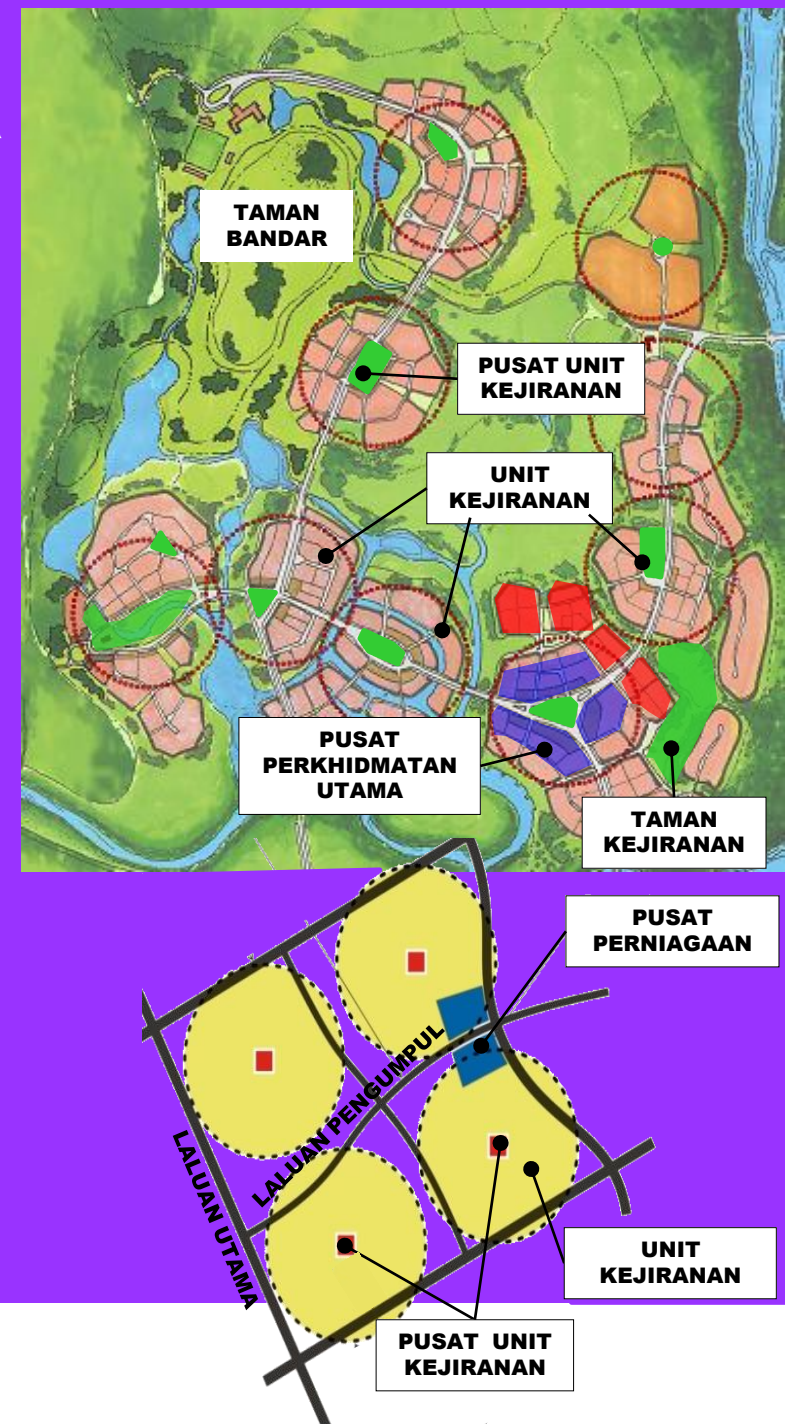 TAMAN
BANDAR
PUSAT UNIT
KEJIRANAN
UNIT
KEJIRANAN
PUSAT
PERKHIDMATAN
UTAMA
TAMAN
KEJIRANAN
PUSAT
PERNIAGAAN
LALUAN PENGUMPUL
LALUAN UTAMA
UNIT
KEJIRANAN
PUSAT UNIT
KEJIRANAN